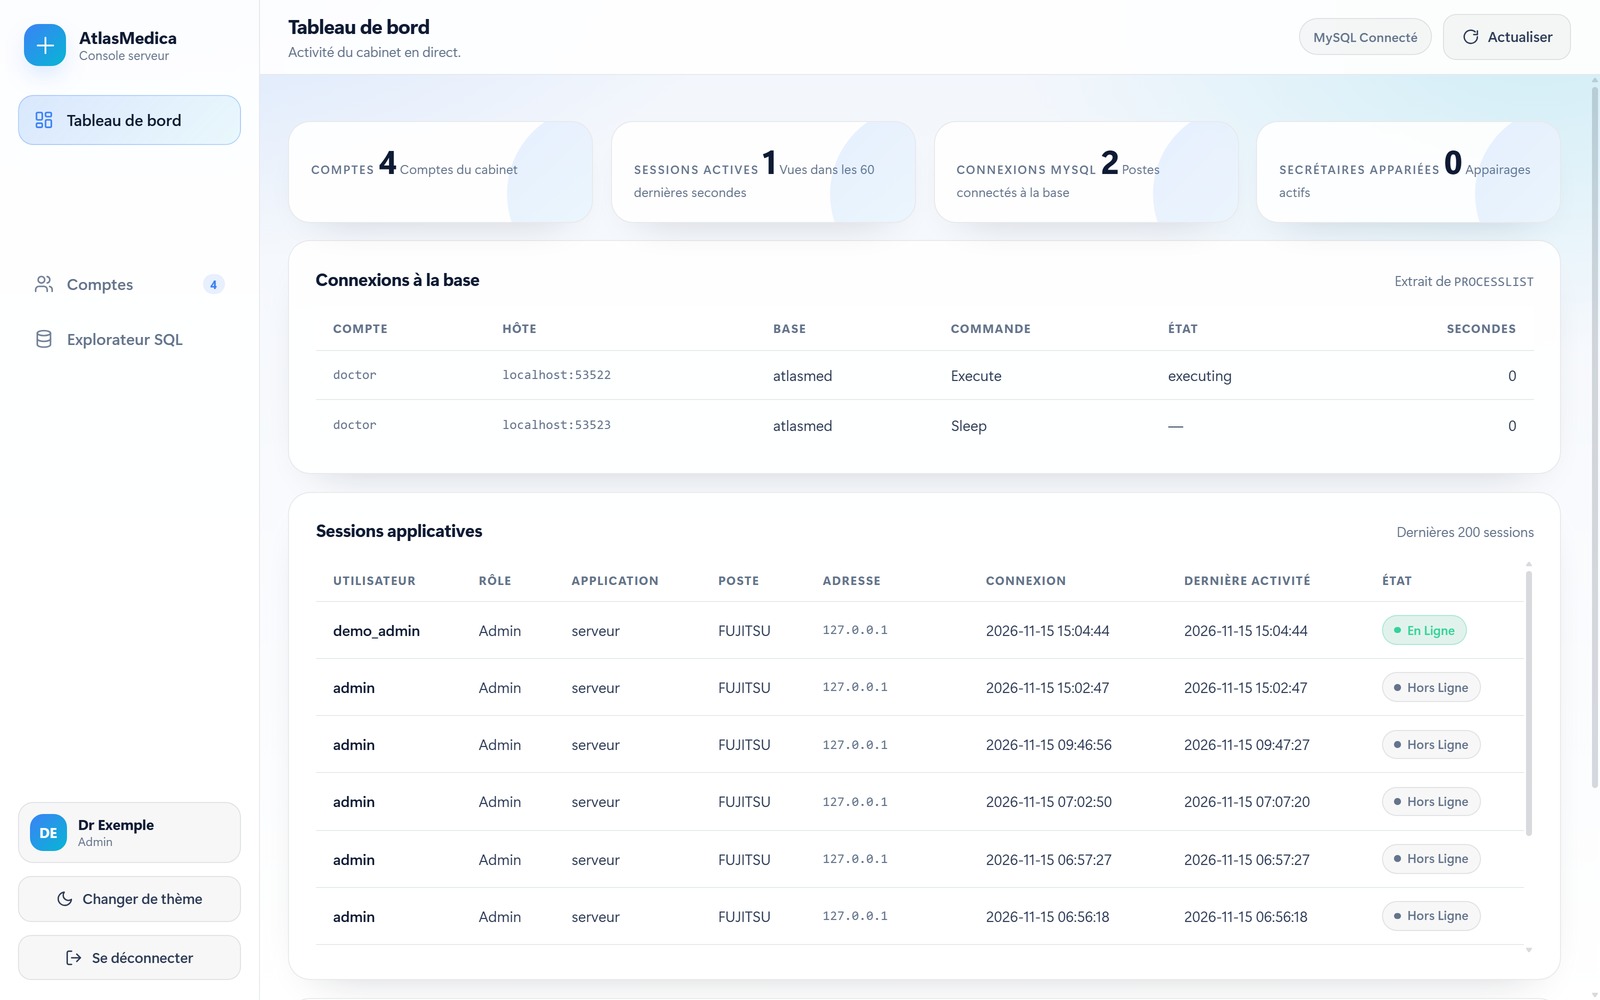 AtlasMedica
Console serveur
Tableau de bord
Comptes 4
Explorateur SQL
DE
Dr Exemple
Admin
Changer de thème
Se déconnecter
Tableau de bord
Activité du cabinet en direct.
MySQL Connecté
Actualiser
COMPTES 4 Comptes du cabinet
SESSIONS ACTIVES 1 Vues dans les 60
dernières secondes
CONNEXIONS MYSQL 2 Postes
connectés à la base
SECRÉTAIRES APPARIÉES 0 Appairages
actifs
Connexions à la base
Extrait de PROCESSLIST
COMPTE HÔTE BASE COMMANDE ÉTAT SECONDES
doctor localhost:53522 atlasmed Execute executing 0
doctor localhost:53523 atlasmed Sleep — 0
Sessions applicatives
Dernières 200 sessions
UTILISATEUR RÔLE APPLICATION POSTE ADRESSE CONNEXION DERNIÈRE ACTIVITÉ ÉTAT
demo_admin Admin serveur FUJITSU 127.0.0.1 2026-11-15 15:04:44 2026-11-15 15:04:44 En Ligne
admin Admin serveur FUJITSU 127.0.0.1 2026-11-15 15:02:47 2026-11-15 15:02:47 Hors Ligne
admin Admin serveur FUJITSU 127.0.0.1 2026-11-15 09:46:56 2026-11-15 09:47:27 Hors Ligne
admin Admin serveur FUJITSU 127.0.0.1 2026-11-15 07:02:50 2026-11-15 07:07:20 Hors Ligne
admin Admin serveur FUJITSU 127.0.0.1 2026-11-15 06:57:27 2026-11-15 06:57:27 Hors Ligne
admin Admin serveur FUJITSU 127.0.0.1 2026-11-15 06:56:18 2026-11-15 06:56:18 Hors Ligne